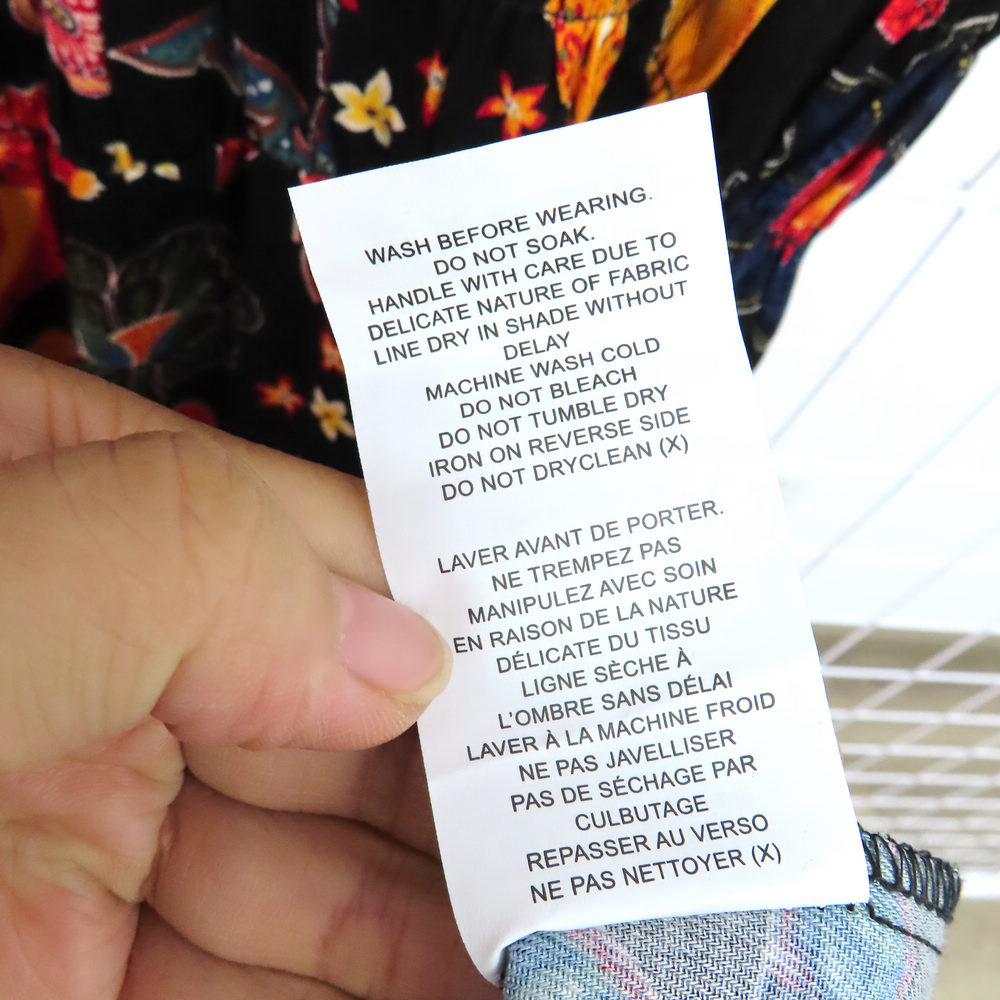 WASH BEFORE WEARING.
DO NOT SOAK.
HANDLE WITH CARE DUE TO
DELICATE NATURE OF FABRIC
LINE DRY IN SHADE WITHOUT
DELAY
MACHINE WASH COLD
DO NOT BLEACH
DO NOT TUMBLE DRY
IRON ON REVERSE SIDE
DO NOT DRYCLEAN (X)
LAVER AVANT DE PORTER.
NE TREMPEZ PAS
MANIPULEZ AVEC SOIN
EN RAISON DE LA NATURE
DÉLICATE DU TISSU
LIGNE SÈCHE À
L'OMBRE SANS DÉLAI
LAVER À LA MACHINE FROID
NE PAS JAVELLISER
PAS DE SÉCHAGE PAR
CULBUTAGE
REPASSER AU VERSO
NE PAS NETTOYER (X)